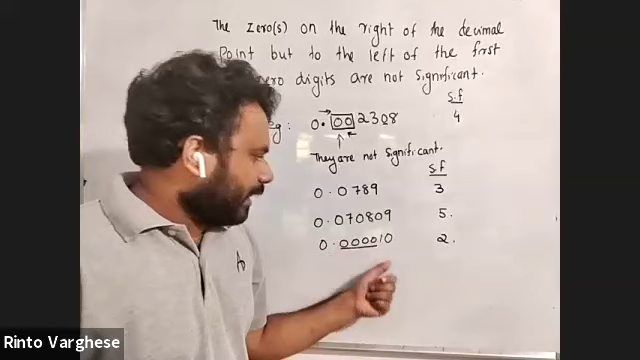 The Zero(s) on the right of the decimal
Point but to the left of the first
zero digits are not significant.
eg: 0.002308 s.f 4
They are not significant.
s.f
0.0789 3
0.070809 5.
0.000010 2.
Rinto Varghese